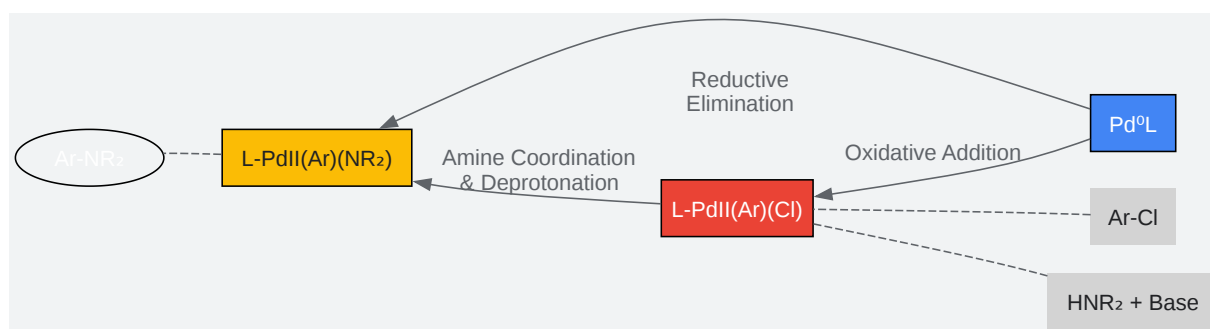 Reductive
Elimination
Pd⁰L
Ar-NR₂
L-PdII(Ar)(NR₂)
Amine Coordination
& Deprotonation
Oxidative Addition
L-PdII(Ar)(Cl)
Ar-Cl
HNR₂ + Base